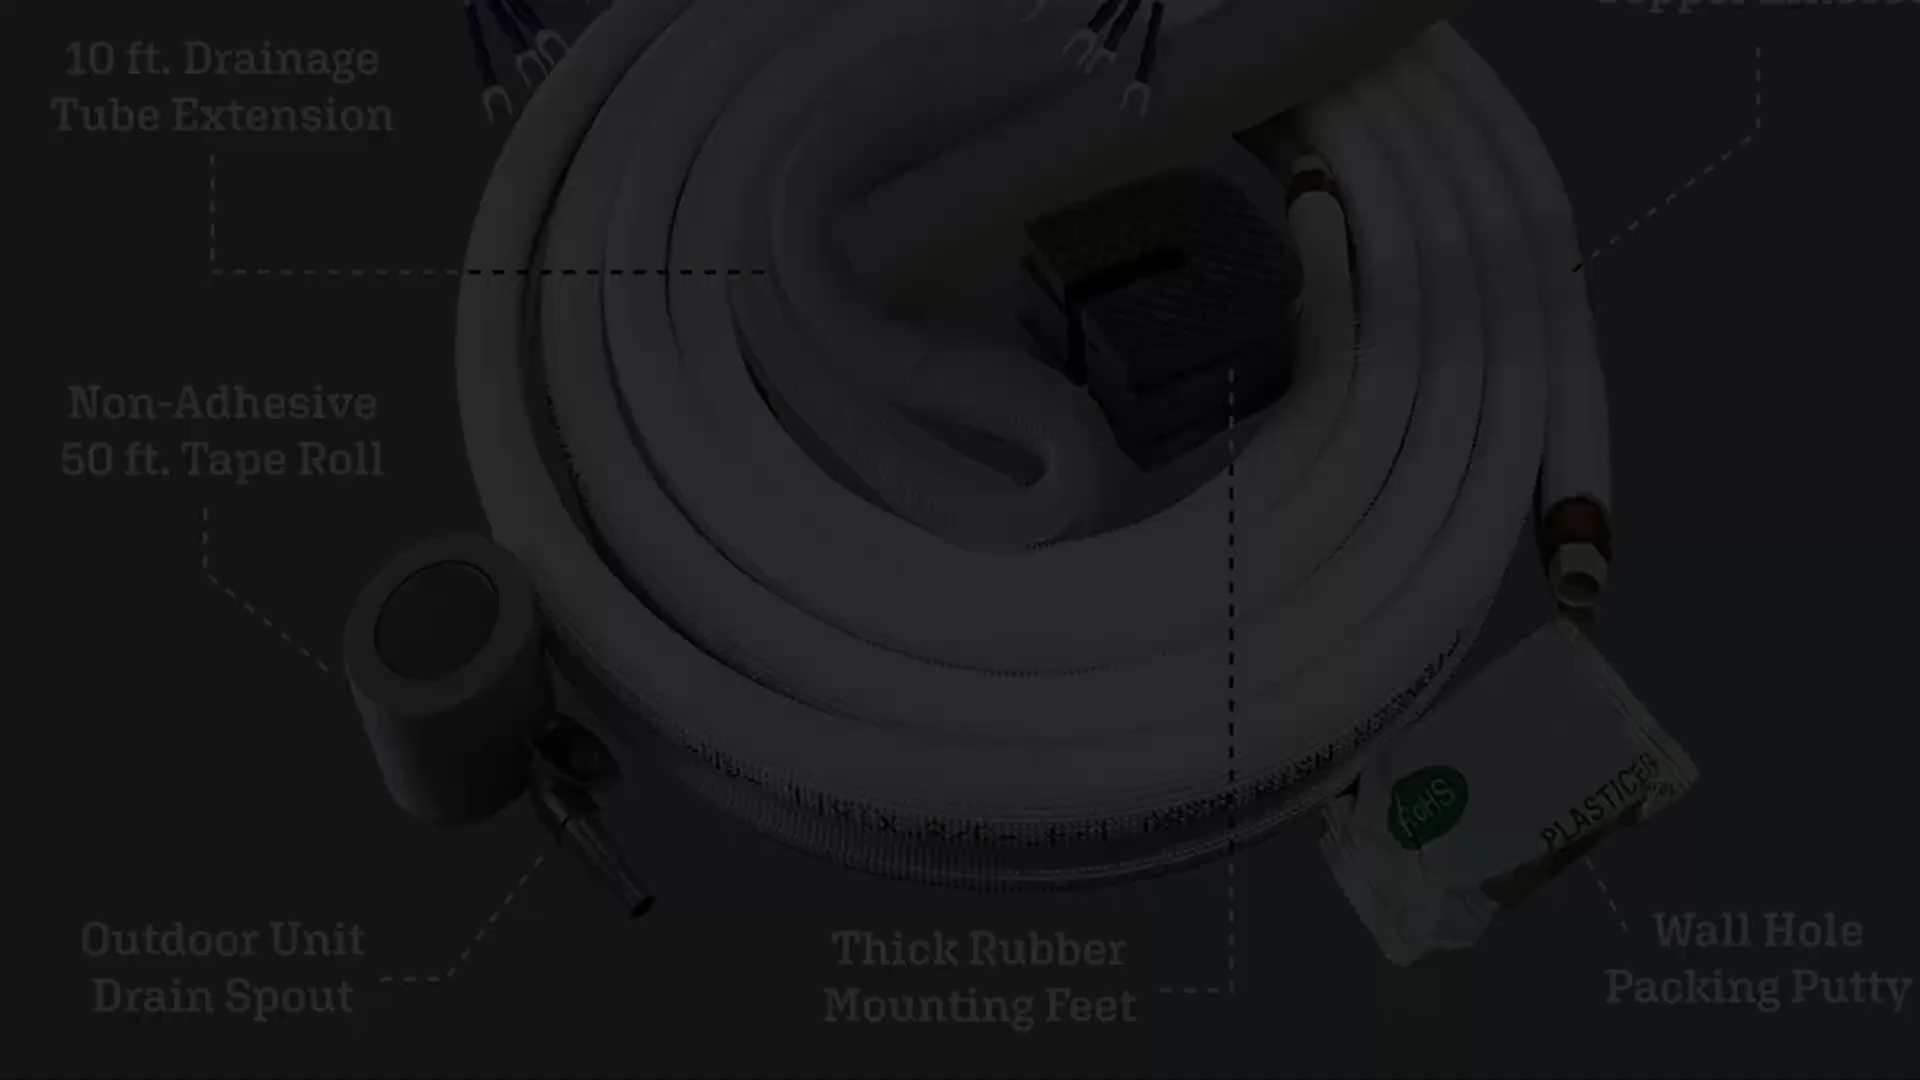 10 ft. Drainage
Tube Extension
Non-Adhesive
50 ft. Tape Roll
RoHS
Outdoor Unit
Drain Spout
Thick Rubber
Mounting Feet
Wall Hole
Packing Putty